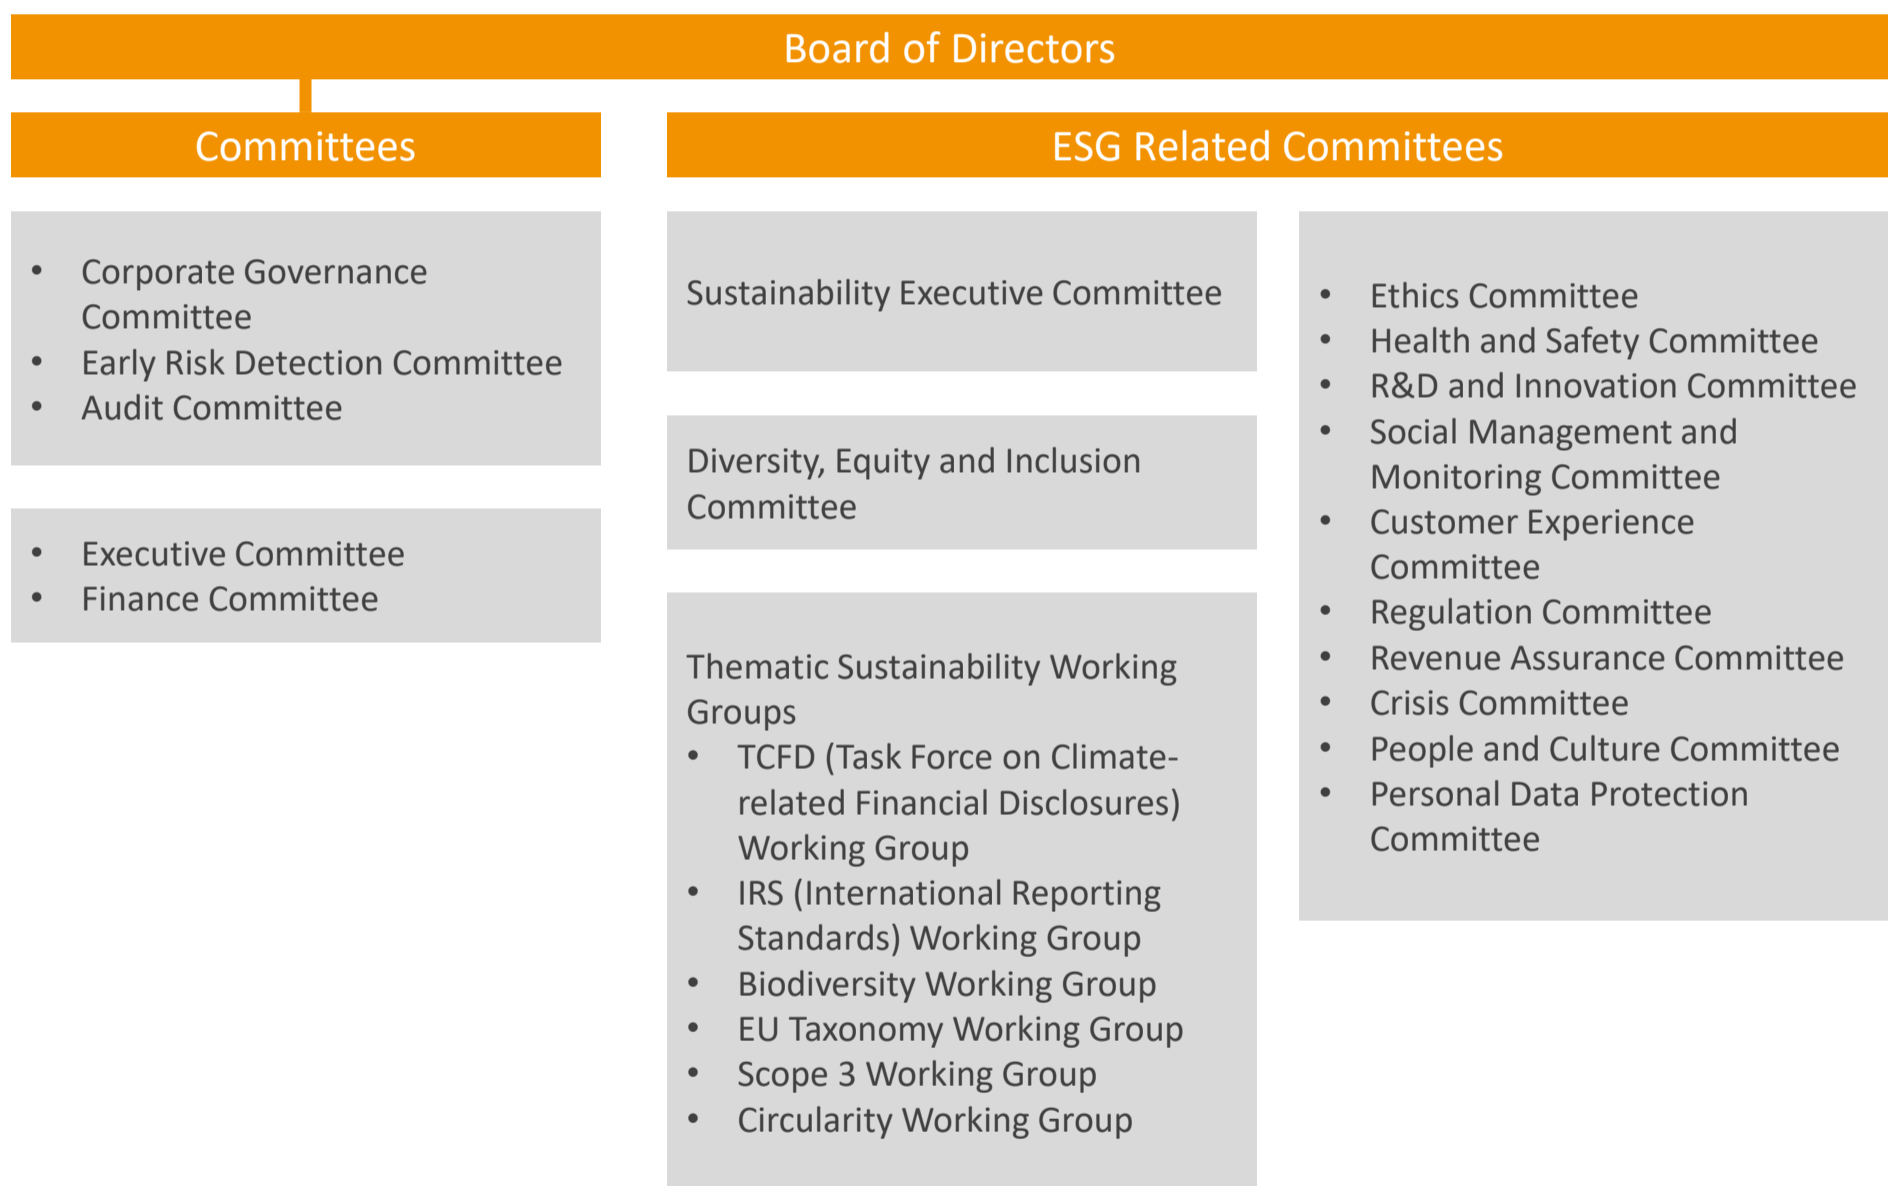 Board of Directors
Committees
• Corporate Governance
Committee
• Early Risk Detection Committee
• Audit Committee
• Executive Committee
• Finance Committee
ESG Related Committees
Sustainability Executive Committee
Diversity, Equity and Inclusion
Committee
Thematic Sustainability Working
Groups
• TCFD (Task Force on Climate-
related Financial Disclosures)
Working Group
• IRS (International Reporting
Standards) Working Group
• Biodiversity Working Group
• EU Taxonomy Working Group
• Scope 3 Working Group
• Circularity Working Group
• Ethics Committee
• Health and Safety Committee
• R&D and Innovation Committee
• Social Management and
Monitoring Committee
• Customer Experience
Committee
• Regulation Committee
• Revenue Assurance Committee
• Crisis Committee
• People and Culture Committee
• Personal Data Protection
Committee